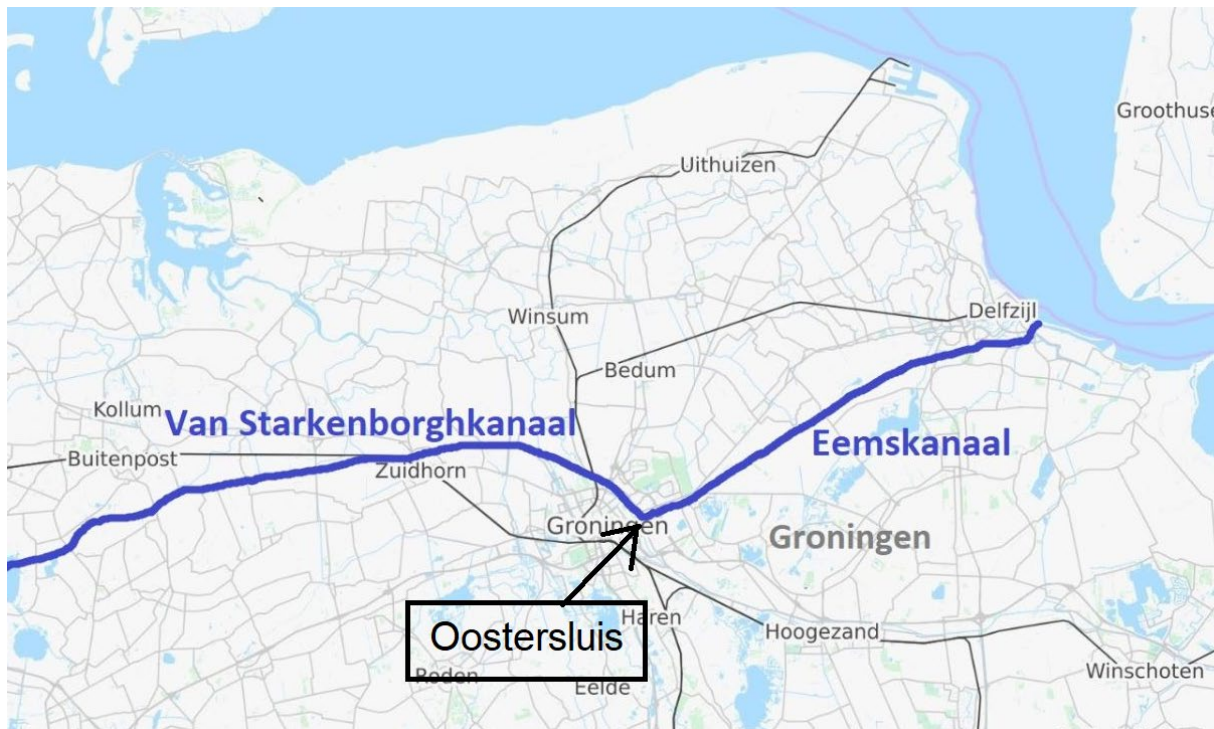 Groothuse
Uithuizen
Winsum
Delfzijl
Bedum
Kollum
Van Starkenborghkanaal
Eemskanaal
Buitenpost
Zuidhorn
Groningen
Groningen
Haren
Hoogezand
Oostersluis
Winschoten
Roden
Eelde